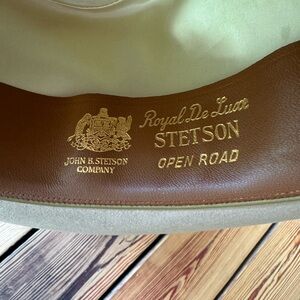 Royal De Luxe
STETSON
OPEN ROAD
JOHN B. STETSON
COMPANY